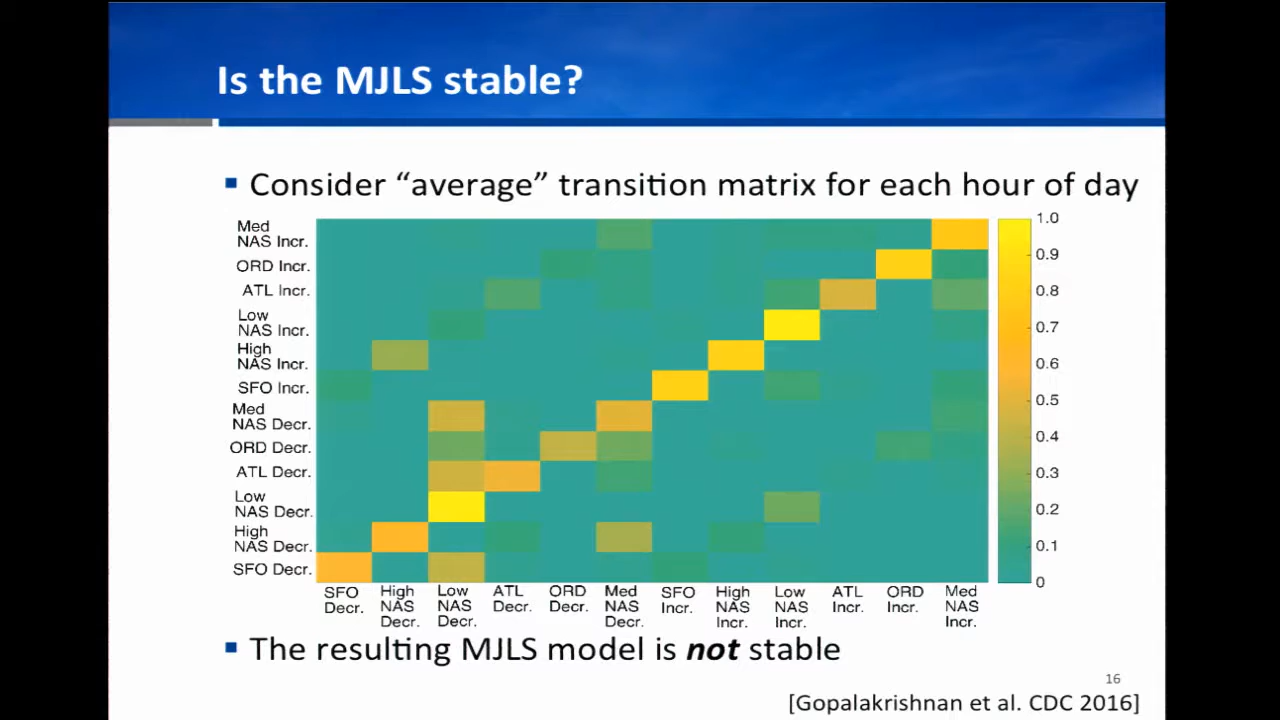 Is the MJLS stable?
▪ Consider “average” transition matrix for each hour of day
Med
NAS Incr.
ORD Incr.
ATL Incr.
Low
NAS Incr.
High
NAS Incr.
SFO Incr.
Med
NAS Decr.
ORD Decr.
ATL Decr.
Low
NAS Decr.
High
NAS Decr.
SFO Decr.
1.0
0.9
0.8
0.7
0.6
0.5
0.4
0.3
0.2
0.1
0
SFO High Low ATL ORD Med SFO High Low ATL ORD Med
Decr. NAS NAS Decr. Decr. NAS Incr. NAS NAS Incr. Incr. NAS
Decr. Decr. Decr. Incr. Incr. Incr.
▪ The resulting MJLS model is not stable
16
[Gopalakrishnan et al. CDC 2016]